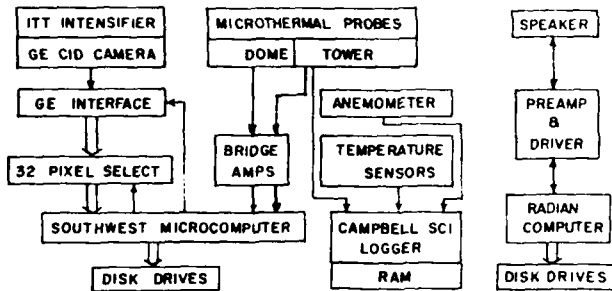 ITT INTENSIFIER
GE CID CAMERA
GE INTERFACE
32 PIXEL SELECT
SOUTHWEST MICROCOMPUTER
DISK DRIVES
MICROTHERMAL PROBES
DOME
TOWER
BRIDGE
AMPS
ANEMOMETER
TEMPERATURE
SENSORS
CAMPBELL SCI
LOGGER
RAM
SPEAKER
PREAMP
&
DRIVER
RADIAN
COMPUTER
DISK DRIVES